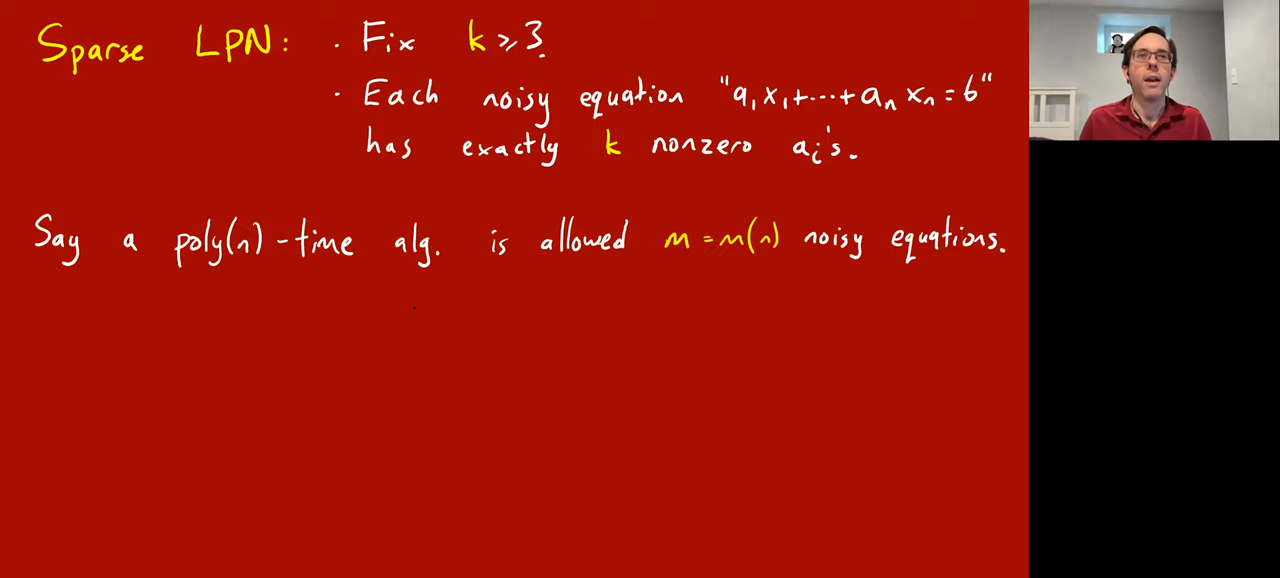 Sparse LPN: · Fix k ≥ 3.
· Each noisy equation "a₁x₁+···+aₙxₙ=b"
has exactly k nonzero aᵢ's.
Say a poly(n)-time alg. is allowed m=m(n) noisy equations.